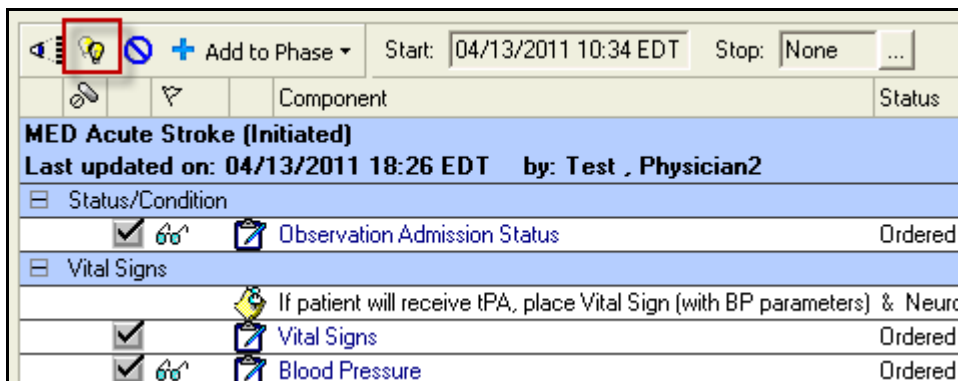 Add to Phase Start: 04/13/2011 10:34 EDT Stop: None ...
Component Status
MED Acute Stroke (Initiated)
Last updated on: 04/13/2011 18:26 EDT by: Test , Physician2
Status/Condition
Observation Admission Status Ordered
Vital Signs
If patient will receive tPA, place Vital Sign (with BP parameters) & Neuro
Vital Signs Ordered
Blood Pressure Ordered